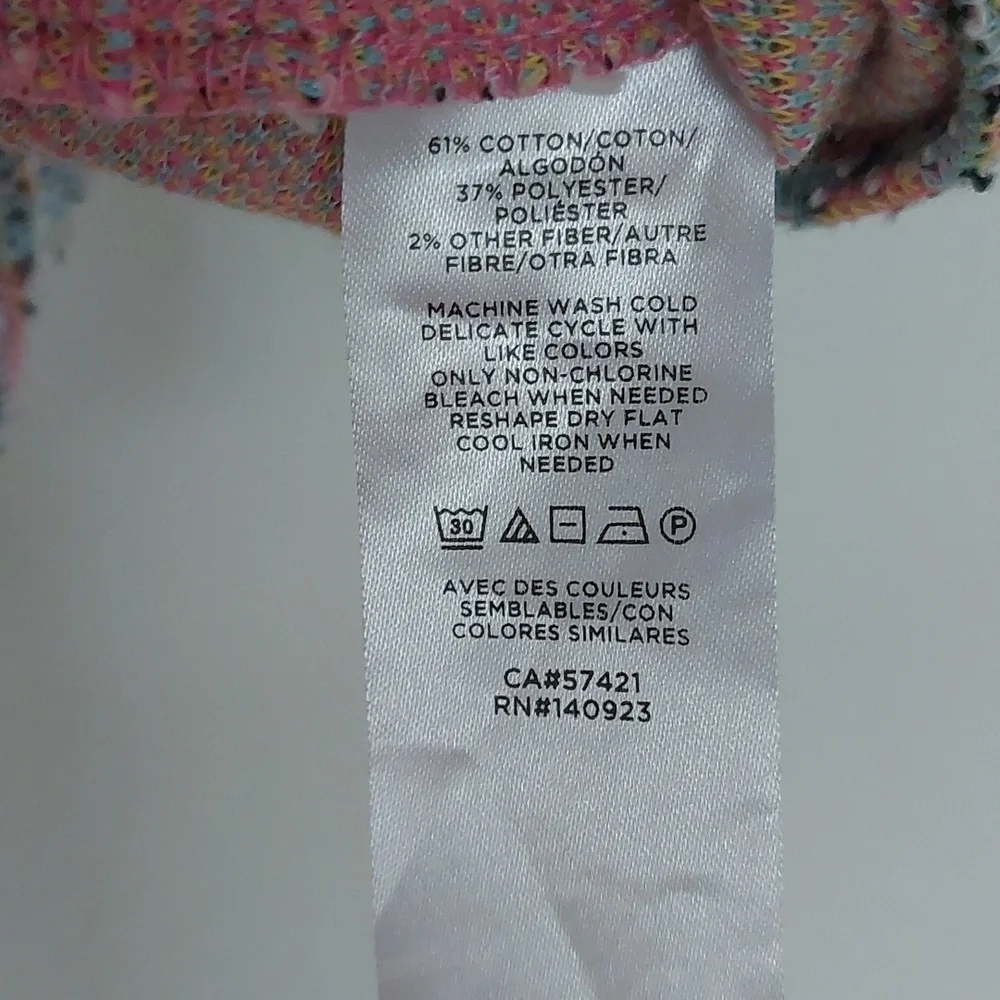 61% COTTON/COTON/
ALGODÓN
37% POLYESTER/
POLIÉSTER
2% OTHER FIBER/AUTRE
FIBRE/OTRA FIBRA
MACHINE WASH COLD
DELICATE CYCLE WITH
LIKE COLORS
ONLY NON-CHLORINE
BLEACH WHEN NEEDED
RESHAPE DRY FLAT
COOL IRON WHEN
NEEDED
30 P
AVEC DES COULEURS
SEMBLABLES/CON
COLORES SIMILARES
CA#57421
RN#140923